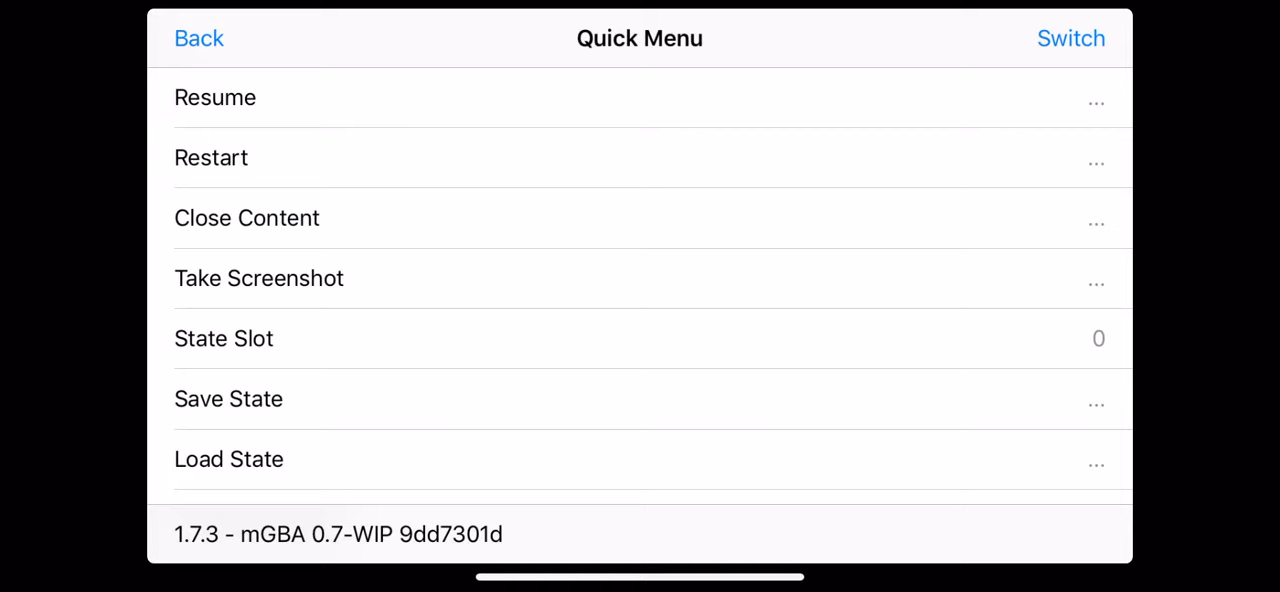 Back Quick Menu Switch
Resume ...
Restart ...
Close Content ...
Take Screenshot ...
State Slot 0
Save State ...
Load State ...
1.7.3 - mGBA 0.7-WIP 9dd7301d